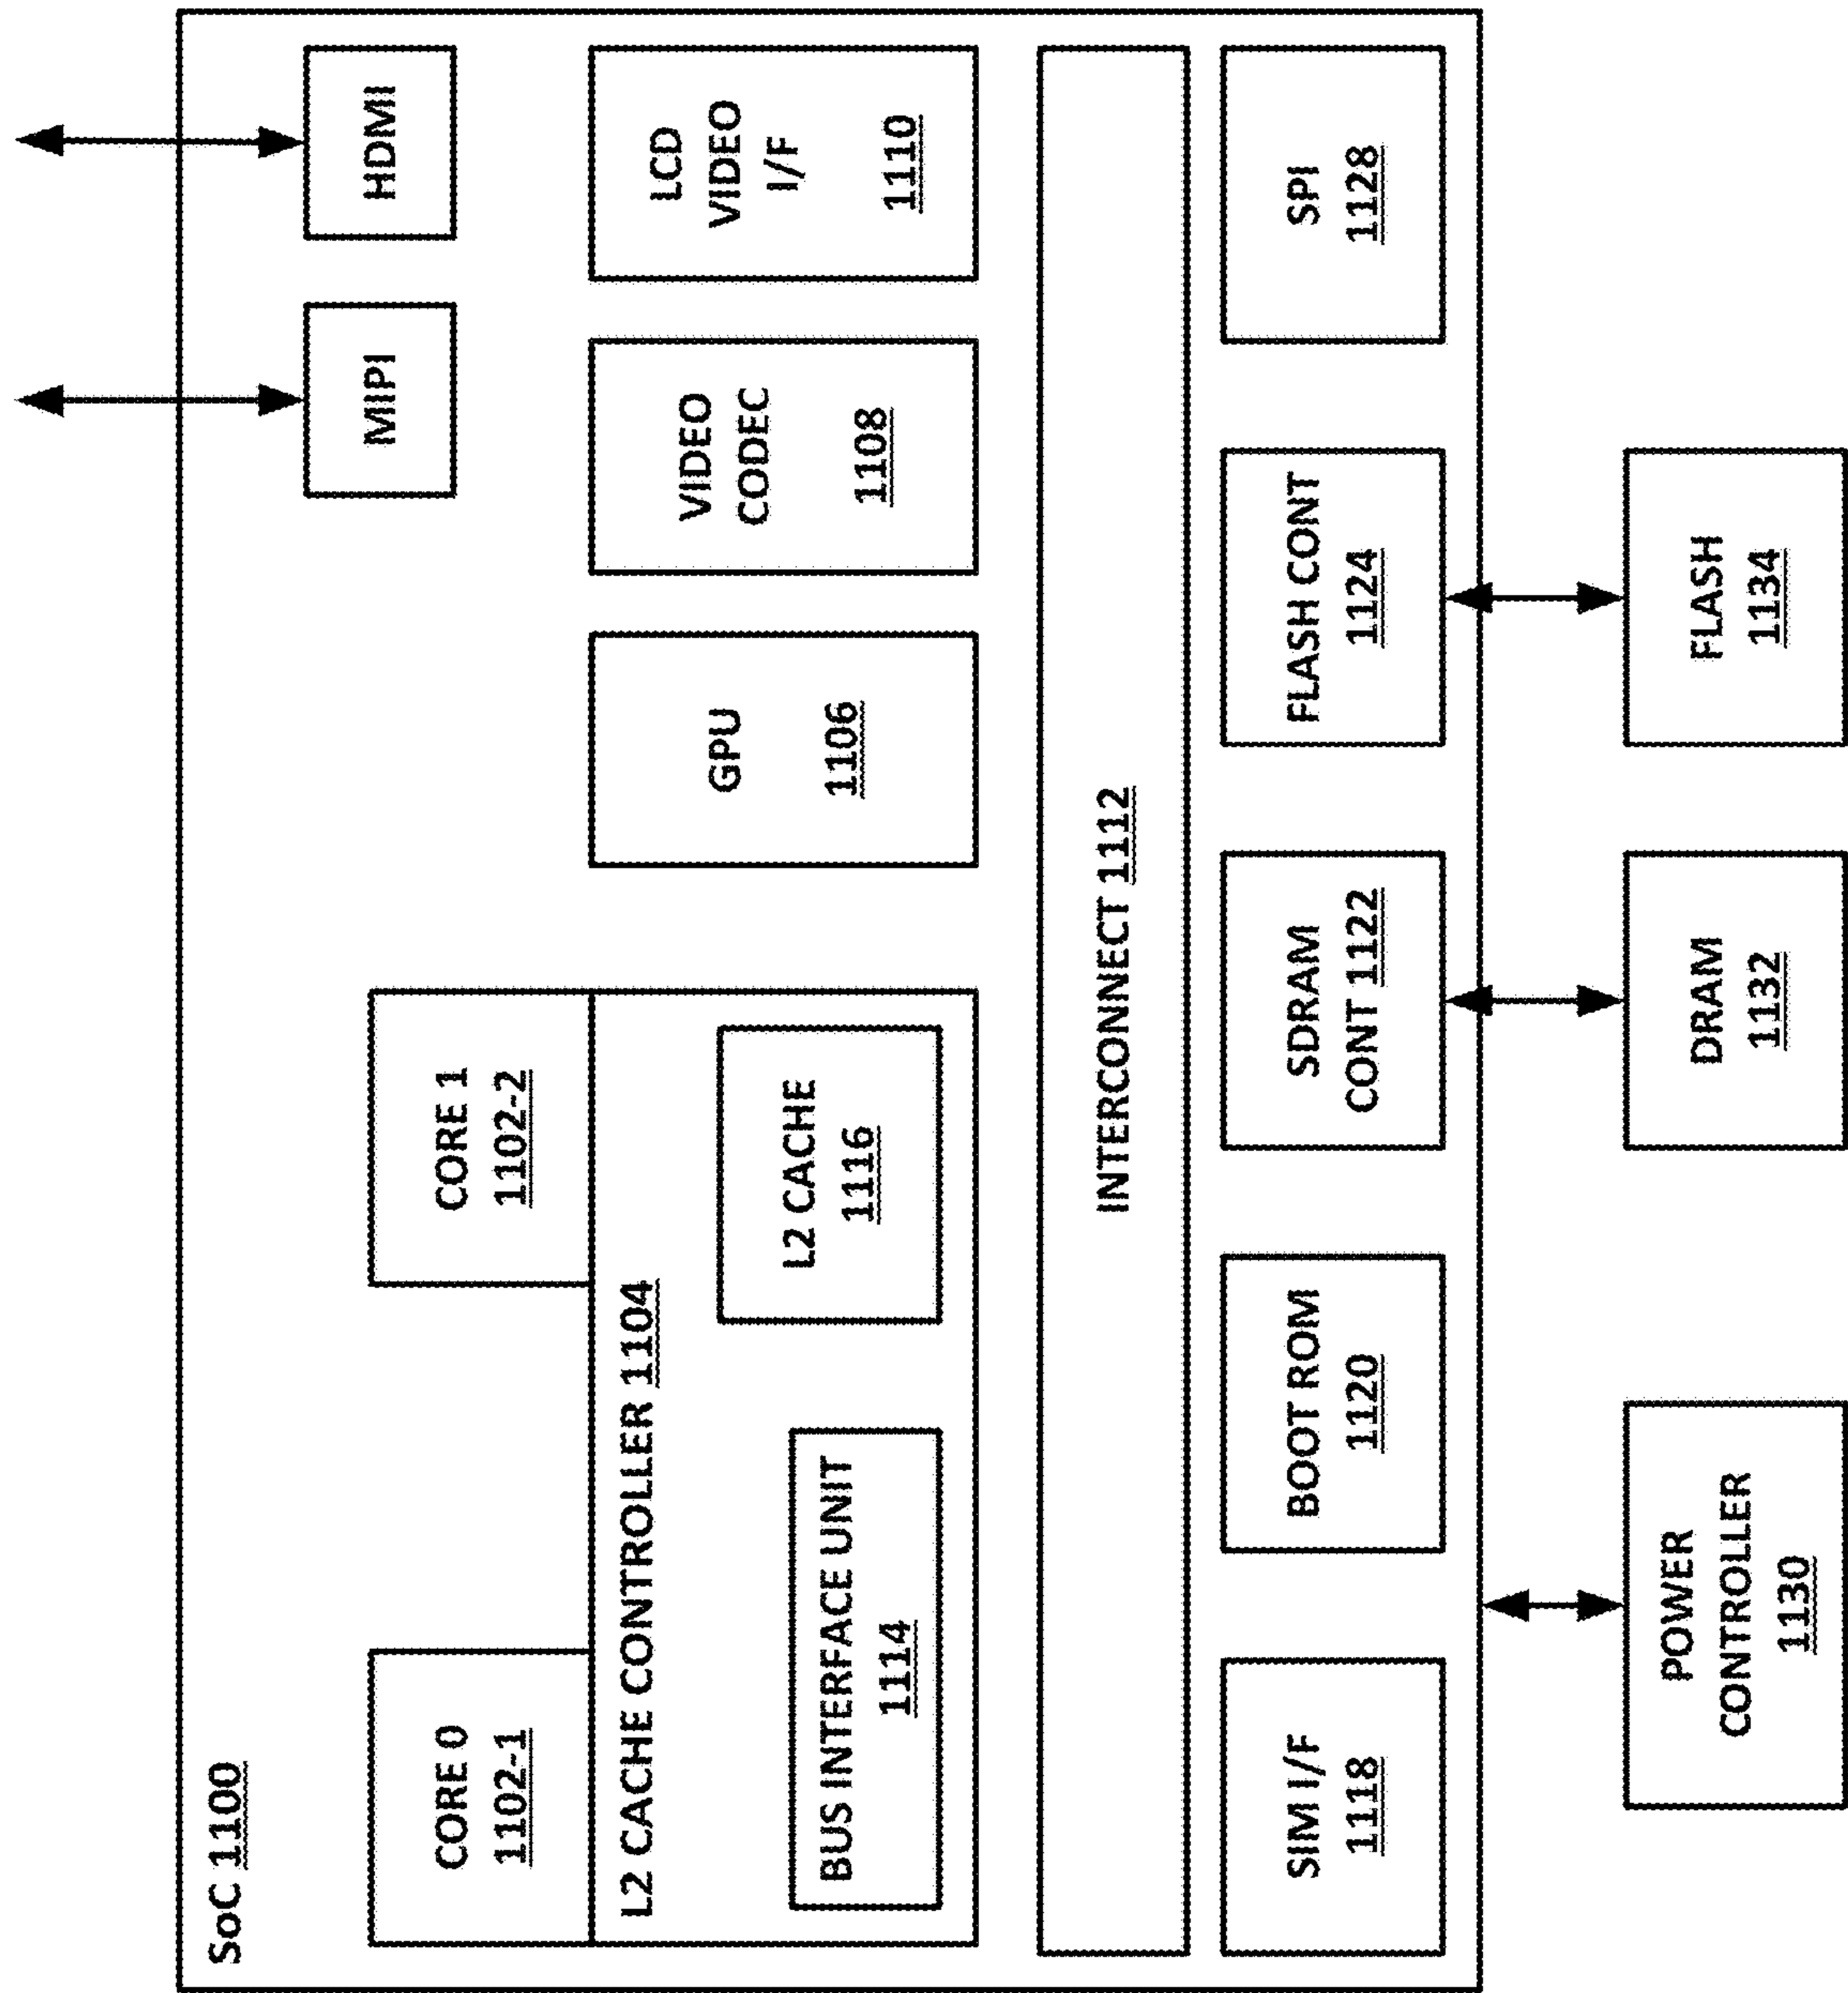 SoC 1100
MIPI
HDMI
CORE 0
1102-1
CORE 1
1102-2
L2 CACHE CONTROLLER 1104
BUS INTERFACE UNIT
1114
L2 CACHE
1116
GPU
1106
VIDEO
CODEC
1108
LCD
VIDEO
I/F
1110
INTERCONNECT 1112
SIM I/F
1118
BOOT ROM
1120
SDRAM
CONT 1122
FLASH CONT
1124
SPI
1128
POWER
CONTROLLER
1130
DRAM
1132
FLASH
1134